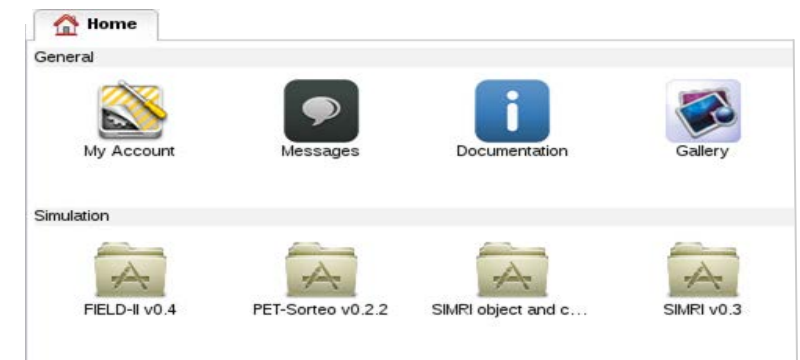 Home
General
My Account
Messages
Documentation
Gallery
Simulation
FIELD-II v0.4
PET-Sorteo v0.2.2
SIMRI object and c...
SIMRI v0.3